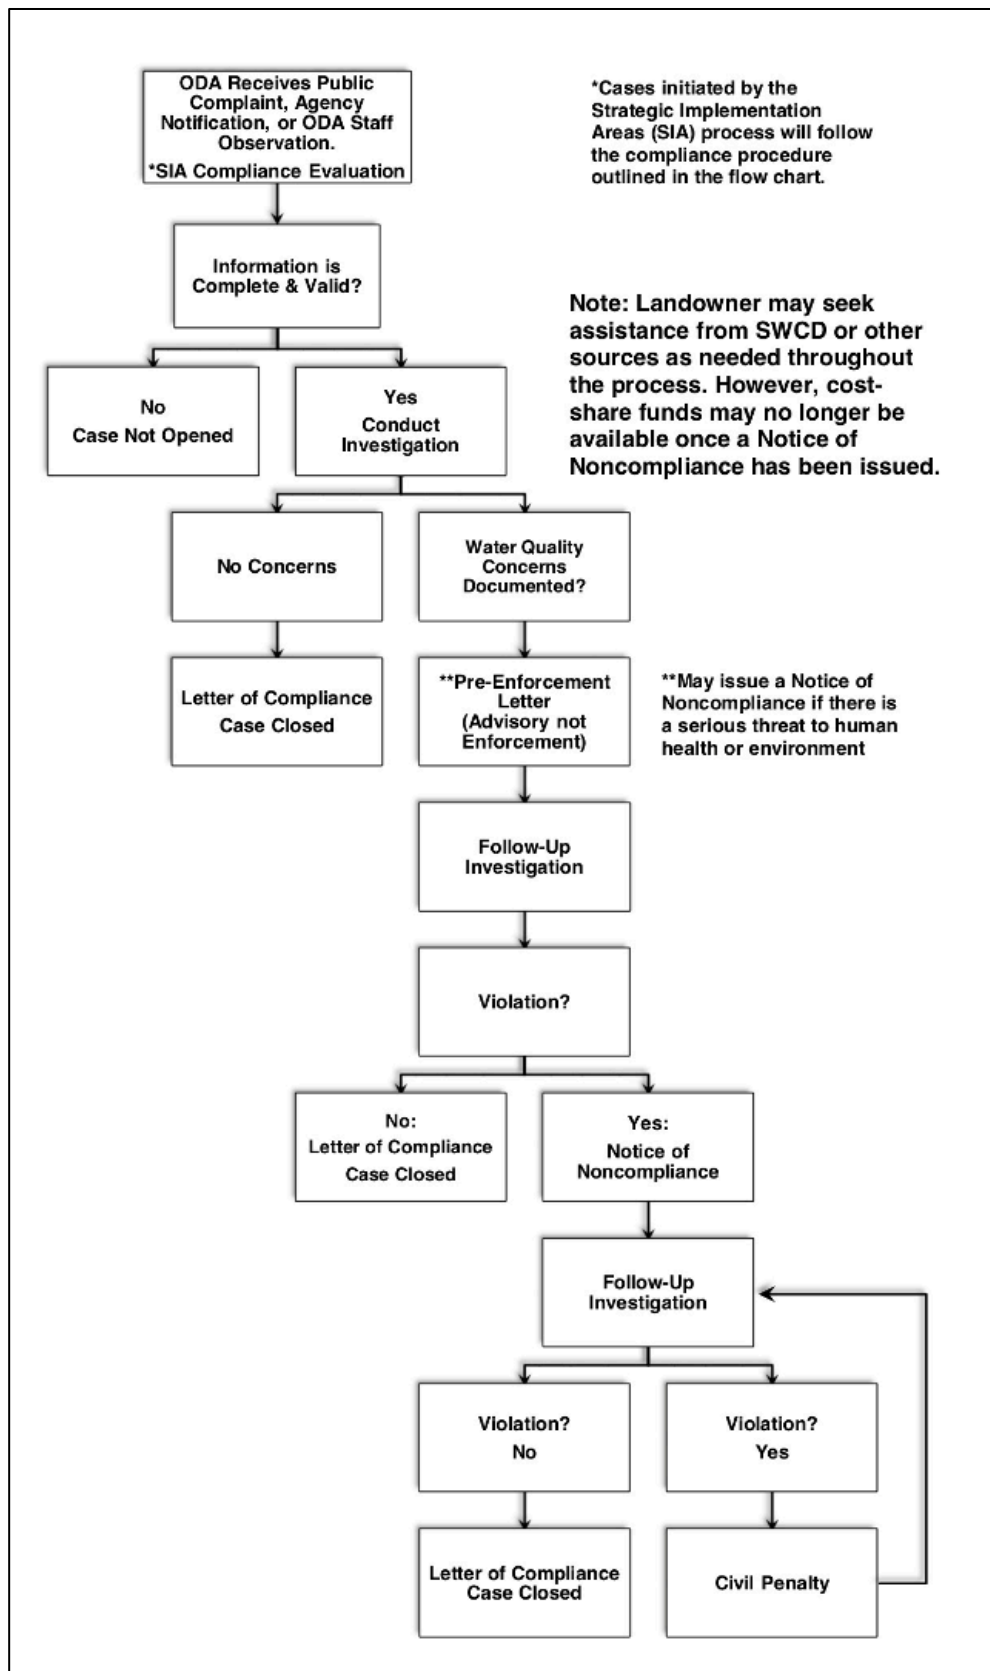 ODA Receives Public
Complaint, Agency
Notification, or ODA Staff
Observation.
*SIA Compliance Evaluation
*Cases initiated by the
Strategic Implementation
Areas (SIA) process will follow
the compliance procedure
outlined in the flow chart.
Information is
Complete & Valid?
Note: Landowner may seek
assistance from SWCD or other
sources as needed throughout
the process. However, cost-
share funds may no longer be
available once a Notice of
Noncompliance has been issued.
No
Case Not Opened
Yes
Conduct
Investigation
No Concerns
Water Quality
Concerns
Documented?
Letter of Compliance
Case Closed
**Pre-Enforcement
Letter
(Advisory not
Enforcement)
**May issue a Notice of
Noncompliance if there is
a serious threat to human
health or environment
Follow-Up
Investigation
Violation?
No:
Letter of Compliance
Case Closed
Yes:
Notice of
Noncompliance
Follow-Up
Investigation
Violation?
No
Violation?
Yes
Letter of Compliance
Case Closed
Civil Penalty